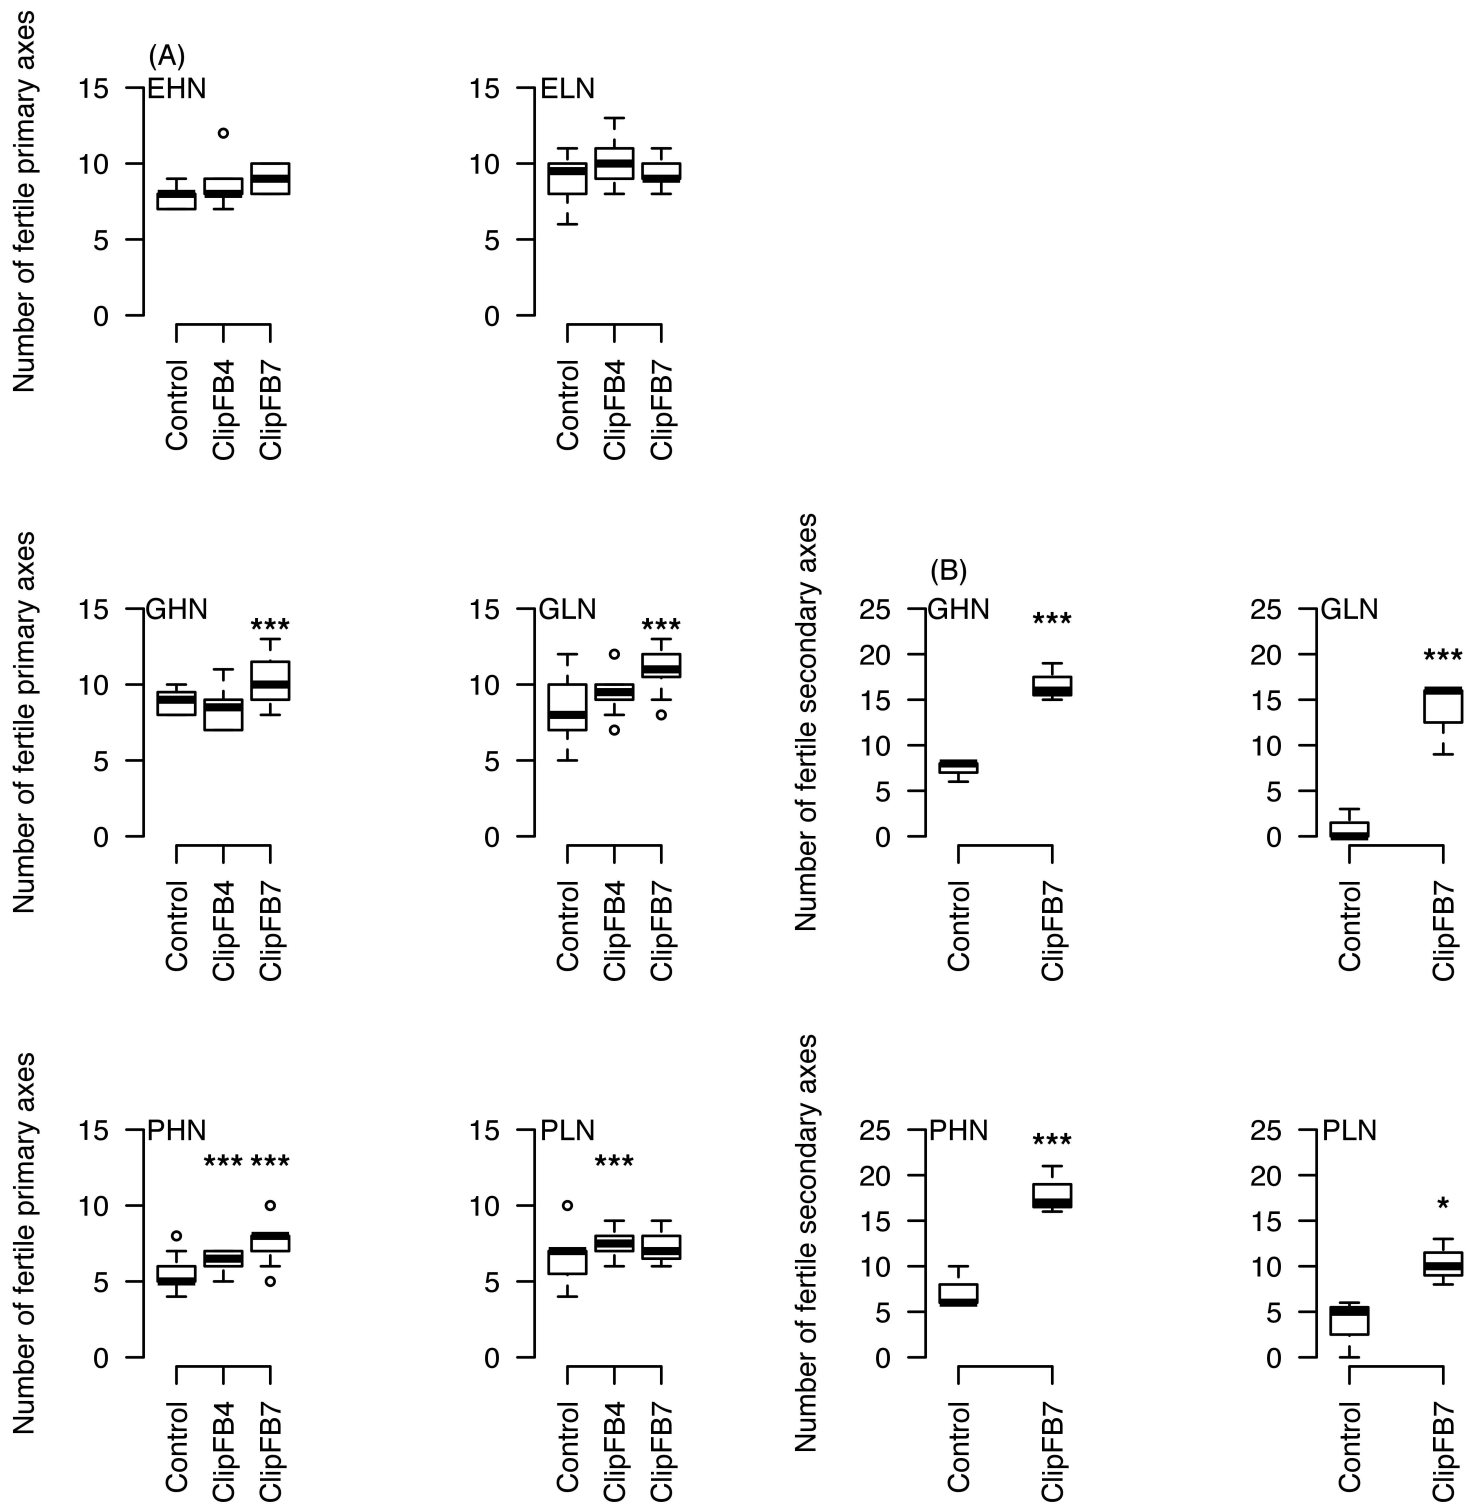 (A)
Number of fertile primary axes
EHN
15
10
5
0
Control
ClipFB4
ClipFB7
ELN
15
10
5
0
Control
ClipFB4
ClipFB7
Number of fertile primary axes
GHN
15
10
5
0
***
Control
ClipFB4
ClipFB7
GLN
15
10
5
0
***
Control
ClipFB4
ClipFB7
(B)
Number of fertile secondary axes
GHN
25
20
15
10
5
0
***
Control
ClipFB7
GLN
25
20
15
10
5
0
***
Control
ClipFB7
Number of fertile primary axes
PHN
15
10
5
0
*** ***
Control
ClipFB4
ClipFB7
PLN
15
10
5
0
***
Control
ClipFB4
ClipFB7
Number of fertile secondary axes
PHN
25
20
15
10
5
0
***
Control
ClipFB7
PLN
25
20
15
10
5
0
*
Control
ClipFB7